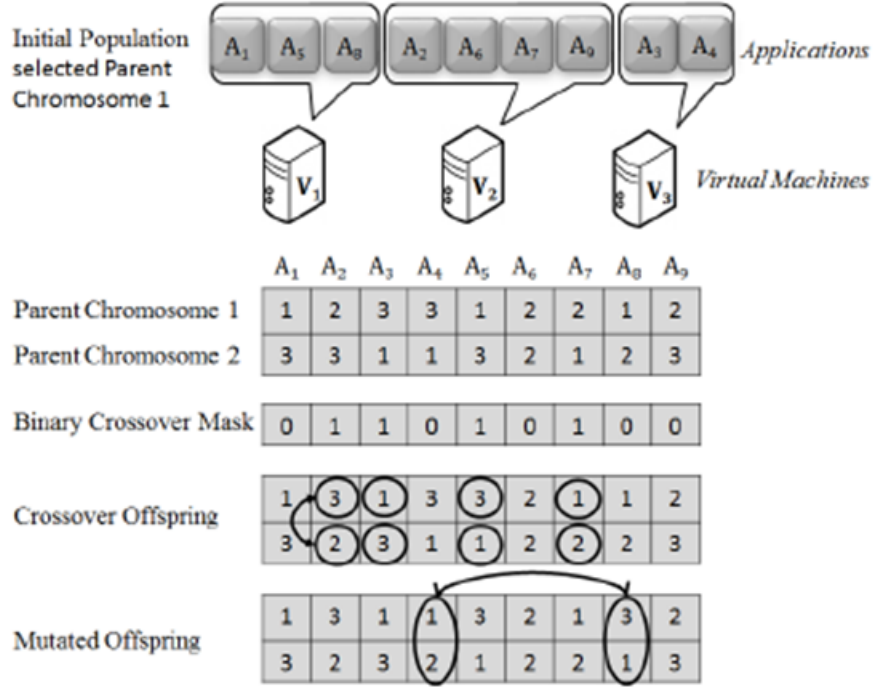 Initial Population
selected Parent
Chromosome 1
A₁ A₅ A₈ A₂ A₆ A₇ A₉ A₃ A₄ Applications
V₁ V₂ V₃ Virtual Machines
A₁ A₂ A₃ A₄ A₅ A₆ A₇ A₈ A₉
Parent Chromosome 1 1 2 3 3 1 2 2 1 2
Parent Chromosome 2 3 3 1 1 3 2 1 2 3
Binary Crossover Mask 0 1 1 0 1 0 1 0 0
Crossover Offspring
1 3 1 3 3 2 1 1 2
3 2 3 1 1 2 2 2 3
Mutated Offspring
1 3 1 1 3 2 1 3 2
3 2 3 2 1 2 2 1 3